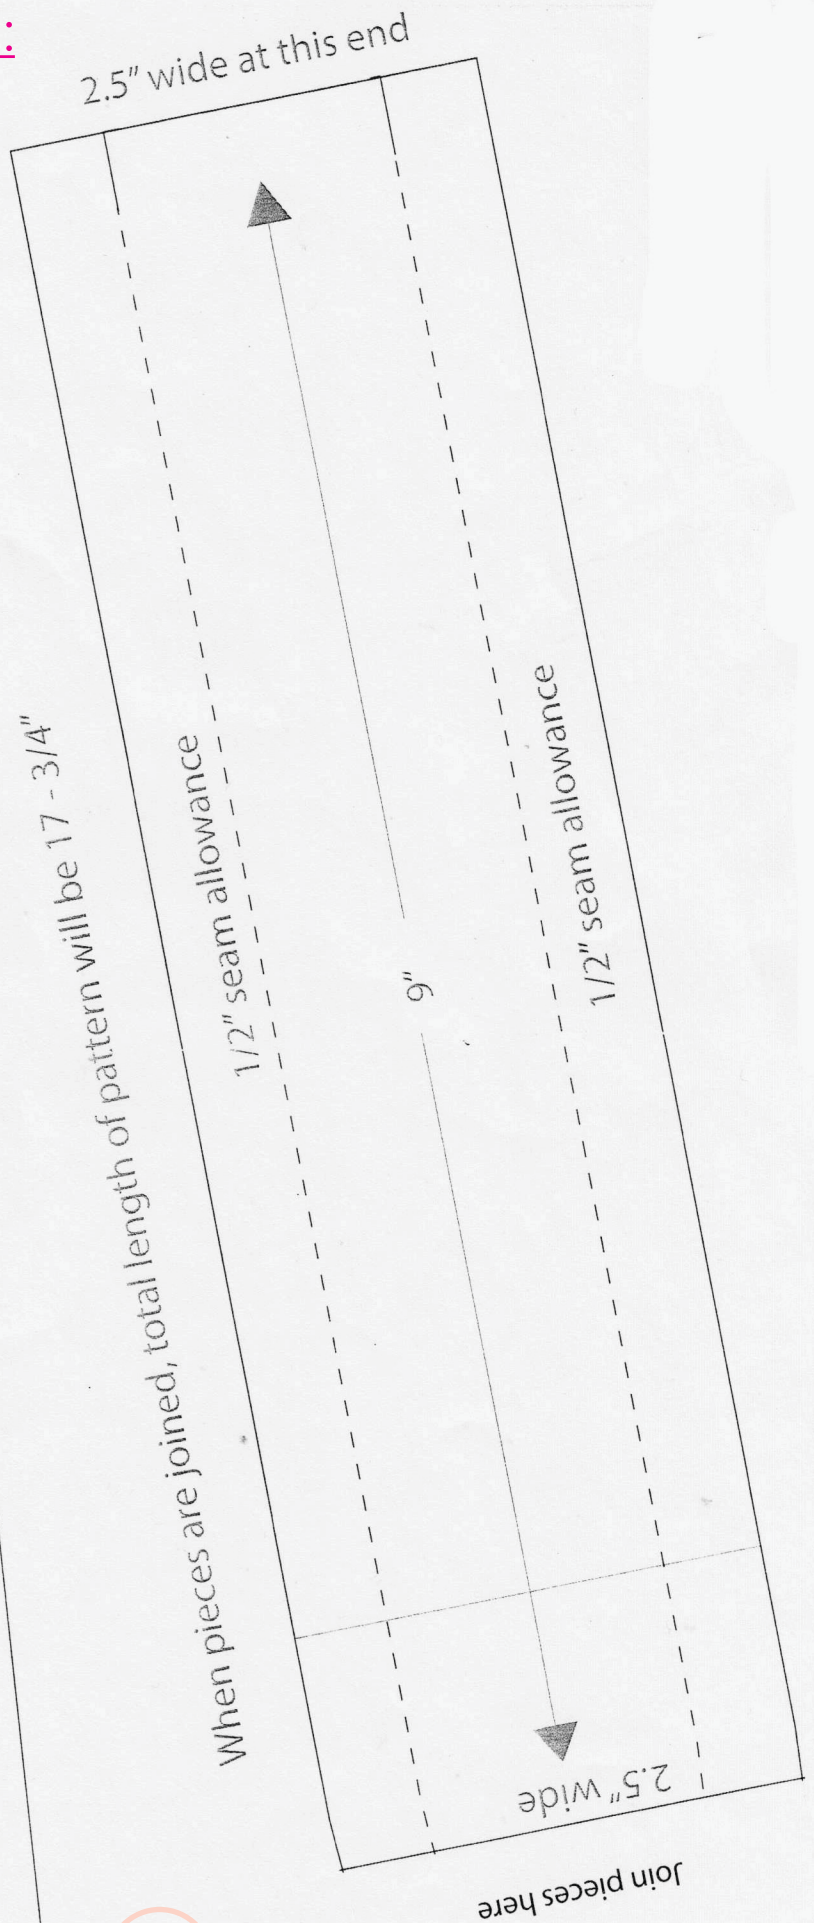 :
2.5" wide at this end
When pieces are joined, total length of pattern will be 17 - 3/4"
1/2" seam allowance
9"
1/2" seam allowance
2.5" wide
Join pieces here